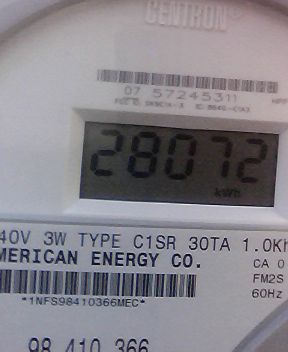 CENTRON
07 57245311
28072
kWh
40V 3W TYPE C1SR 30TA 1.0Kh
MERICAN ENERGY CO.
CA 0
FM2S
*1NFS98410366MEC*
60Hz
98 410 366